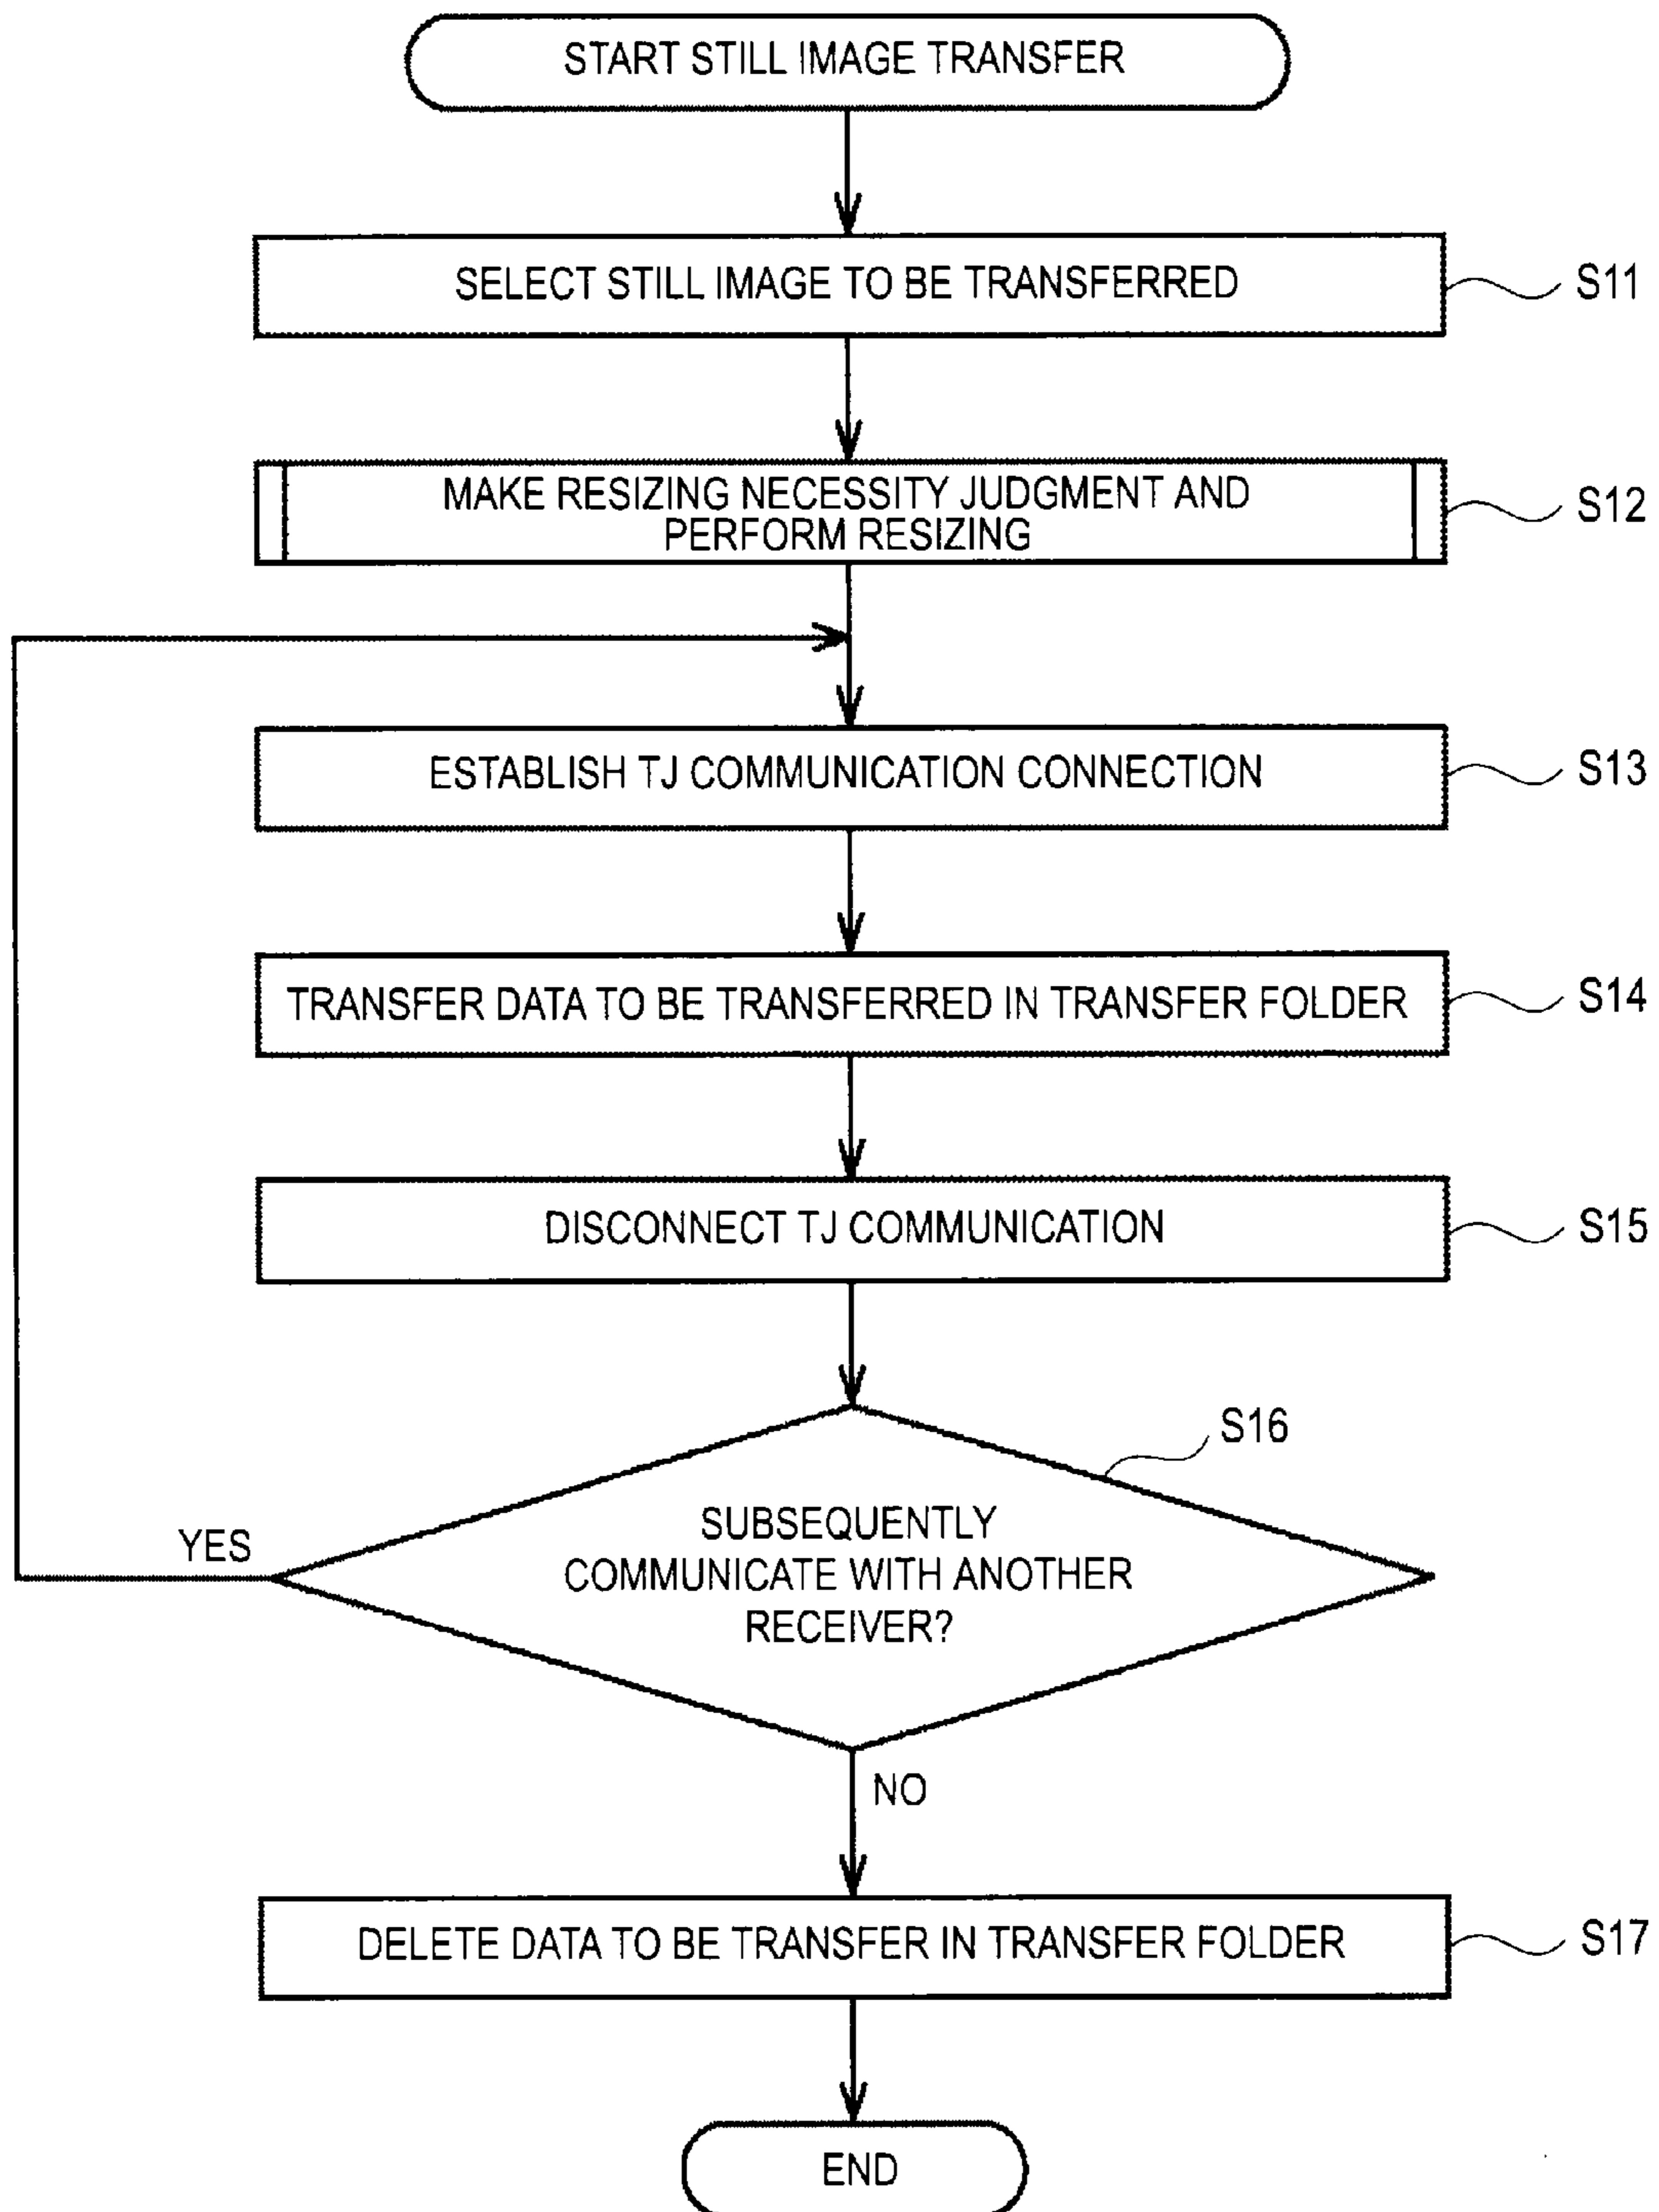 START STILL IMAGE TRANSFER
SELECT STILL IMAGE TO BE TRANSFERRED
S11
MAKE RESIZING NECESSITY JUDGMENT AND
PERFORM RESIZING
S12
ESTABLISH TJ COMMUNICATION CONNECTION
S13
TRANSFER DATA TO BE TRANSFERRED IN TRANSFER FOLDER
S14
DISCONNECT TJ COMMUNICATION
S15
S16
SUBSEQUENTLY
COMMUNICATE WITH ANOTHER
RECEIVER?
YES
NO
DELETE DATA TO BE TRANSFER IN TRANSFER FOLDER
S17
END